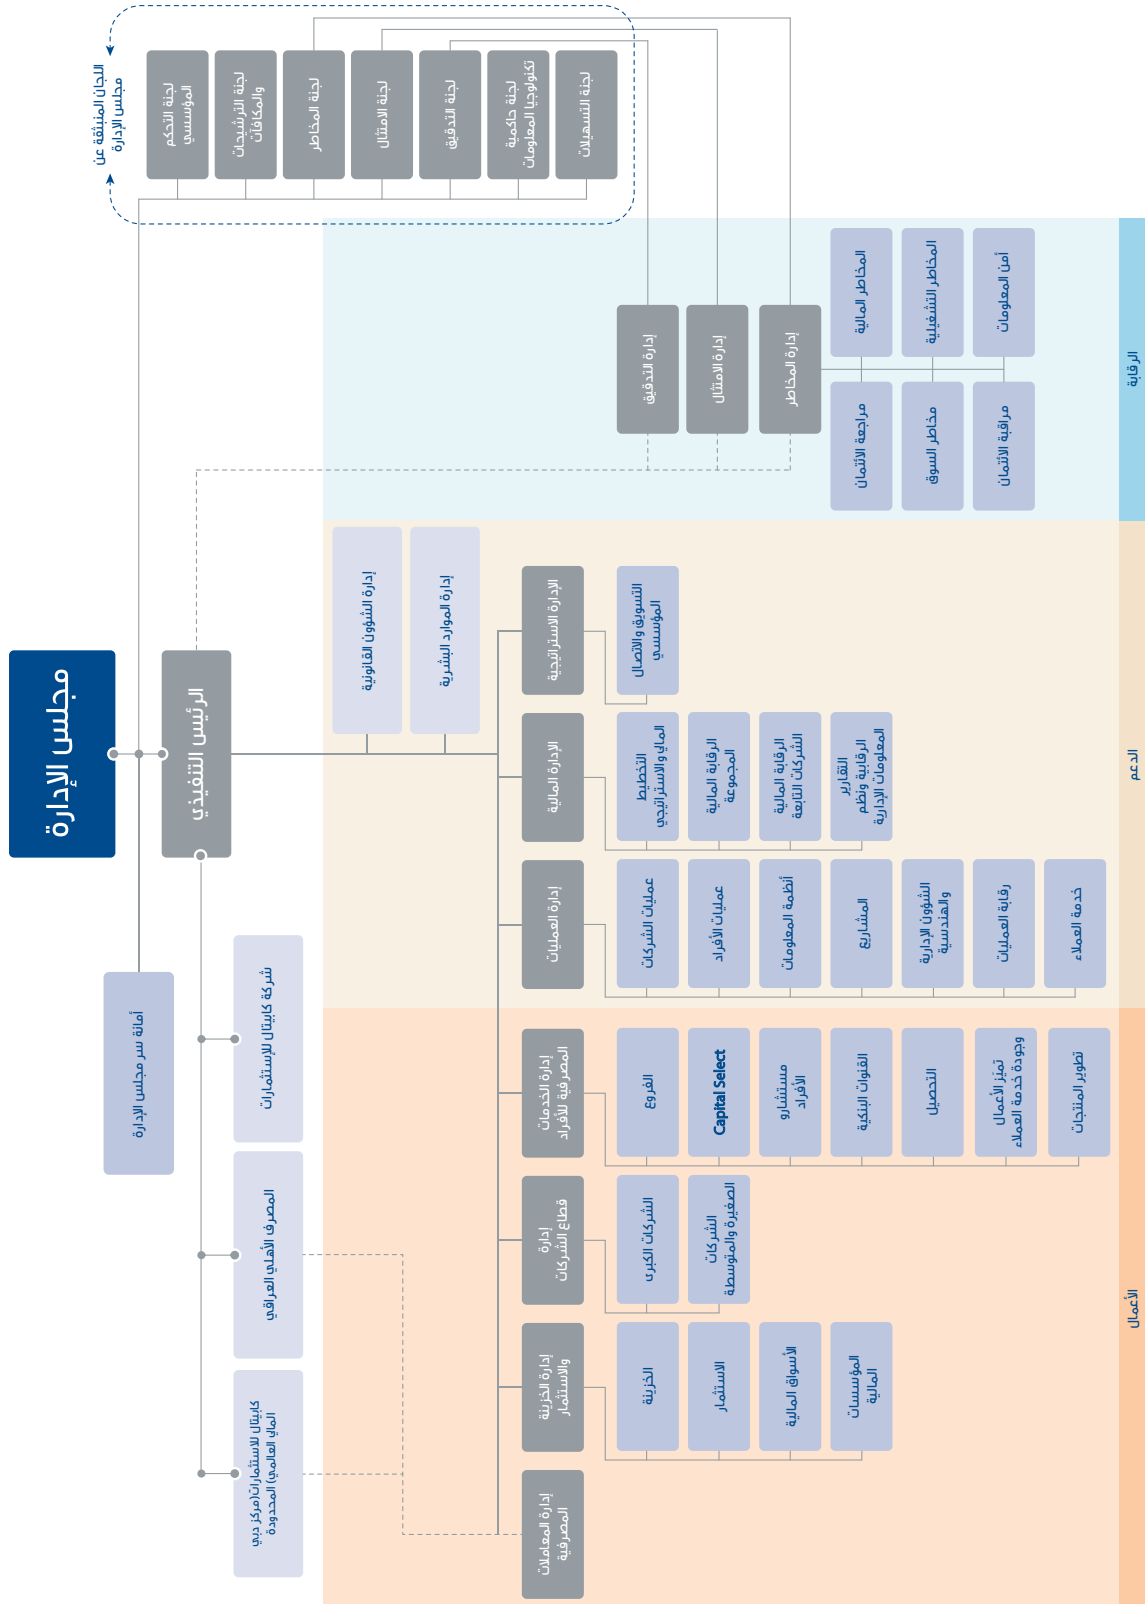 مجلس الإدارة
اللجان المنبثقة عن
مجلس الإدارة
لجنة التحكم
المؤسسي
لجنة الترشيحات
والمكافآت
لجنة المخاطر
لجنة الامتثال
لجنة التدقيق
لجنة حاكمية
تكنولوجيا المعلومات
لجنة التسهيلات
أمانة سر مجلس الإدارة
الرئيس التنفيذي
شركة كابيتال للإستثمارات
المصرف الأهلي العراقي
كابيتال للاستثمارات(مركز دبي
المالي العالمي) المحدودة
الرقابة
إدارة التدقيق
إدارة الامتثال
إدارة المخاطر
المخاطر المالية
المخاطر التشغيلية
أمن المعلومات
مراجعة الائتمان
مخاطر السوق
مراقبة الائتمان
الدعم
إدارة الشؤون القانونية
إدارة الموارد البشرية
الإدارة الاستراتيجية
التسويق والاتصال
المؤسسي
الإدارة المالية
التخطيط
المالي والاستراتيجي
الرقابة المالية
المجموعة
الرقابة المالية
الشركات التابعة
التقارير
الرقابية ونظم
المعلومات الإدارية
إدارة العمليات
عمليات الشركات
عمليات الأفراد
أنظمة المعلومات
المشاريع
الشؤون الإدارية
والهندسية
رقابة العمليات
خدمة العملاء
الأعمال
إدارة الخدمات
المصرفية للأفراد
الفروع
Capital Select
مستشارو
الأفراد
القنوات البنكية
التحصيل
تميّز الأعمال
وجودة خدمة العملاء
تطوير المنتجات
إدارة
قطاع الشركات
الشركات الكبرى
الشركات
الصغيرة والمتوسطة
إدارة الخزينة
والاستثمار
الخزينة
الاستثمار
الأسواق المالية
المؤسسات
المالية
إدارة المعاملات
المصرفية